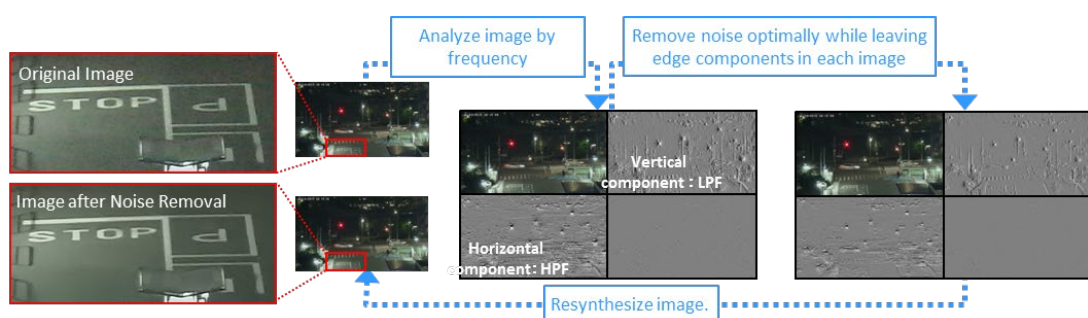 Analyze image by
frequency
Remove noise optimally while leaving
edge components in each image
Original Image
STOP
Vertical
component : LPF
Image after Noise Removal
STOP
Horizontal
component: HPF
Resynthesize image.